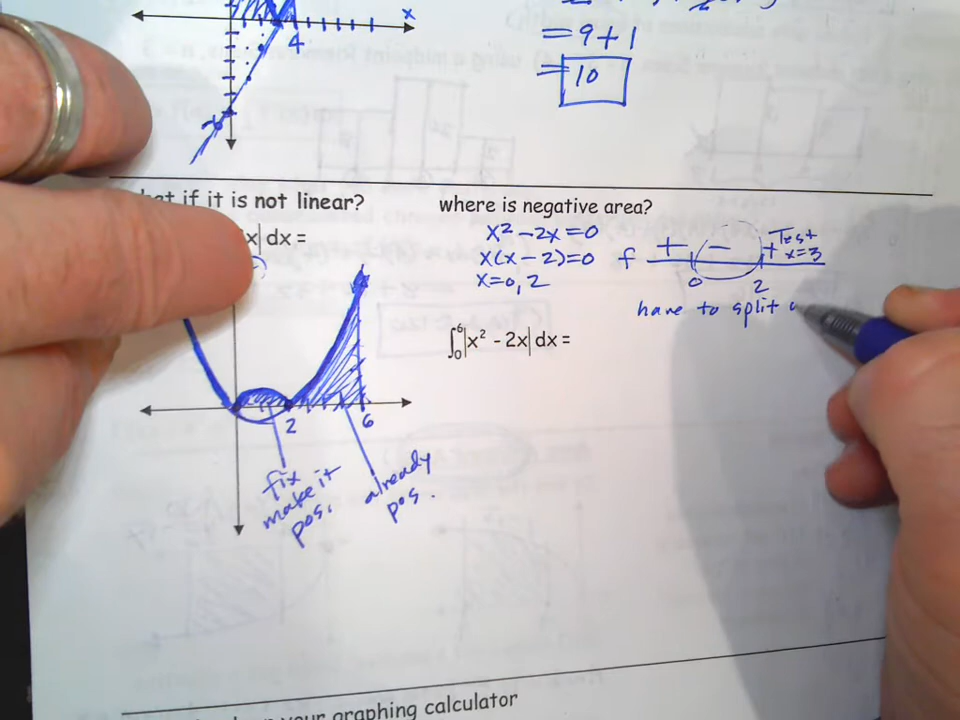 x
4
= 9 + 1
= 10
if it is not linear?
x| dx =
where is negative area?
x² - 2x = 0
x(x - 2) = 0
x = 0, 2
f + - + Test x = 3
0 2
have to split
∫₀⁶ |x² - 2x| dx =
2 6
fix make it pos.
already pos.
your graphing calculator